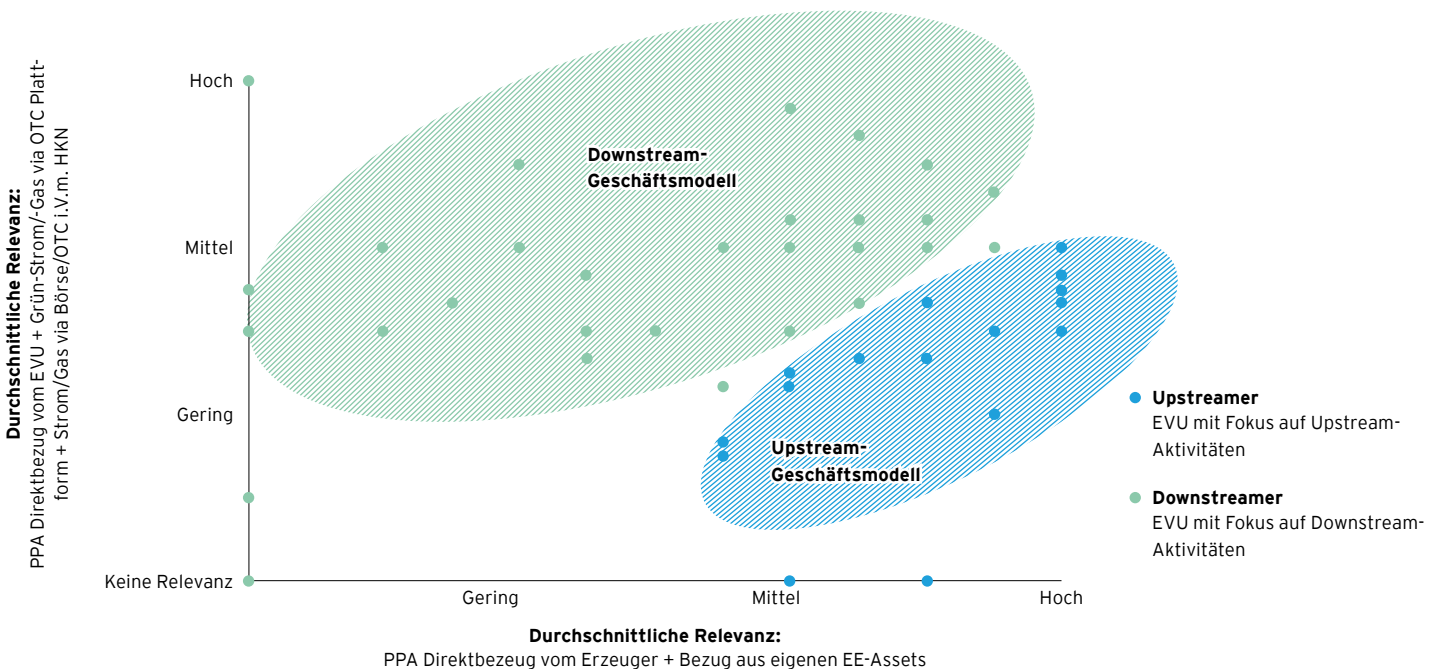 Durchschnittliche Relevanz:
PPA Direktbezug vom EVU + Grün-Strom/-Gas via OTC Platt-
form + Strom/Gas via Börse/OTC i.V.m. HKN
Hoch
Mittel
Gering
Keine Relevanz
Downstream-
Geschäftsmodell
Upstream-
Geschäftsmodell
Gering
Mittel
Hoch
Durchschnittliche Relevanz:
PPA Direktbezug vom Erzeuger + Bezug aus eigenen EE-Assets
Upstreamer
EVU mit Fokus auf Upstream-
Aktivitäten
Downstreamer
EVU mit Fokus auf Downstream-
Aktivitäten